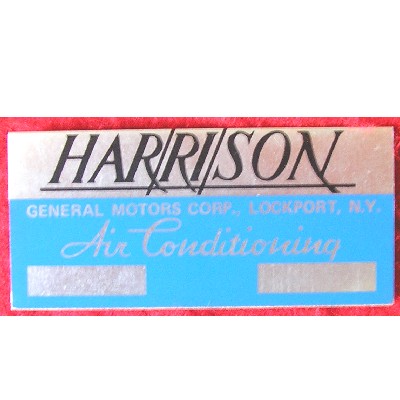 HARRISON
GENERAL MOTORS CORP., LOCKPORT, N.Y.
Air Conditioning